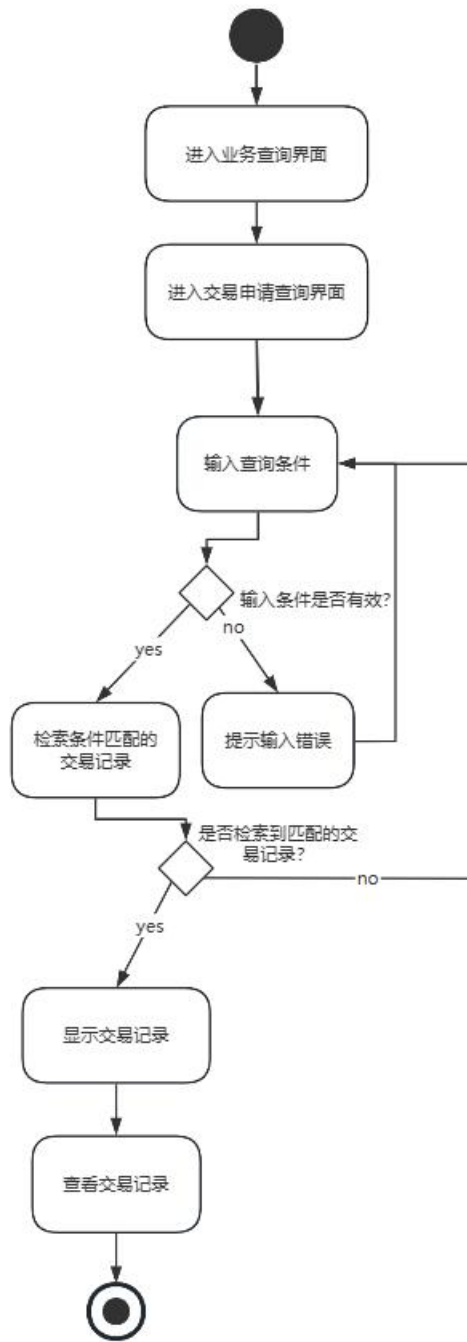 进入业务查询界面
进入交易申请查询界面
输入查询条件
输入条件是否有效?
yes
no
检索条件匹配的
交易记录
提示输入错误
是否检索到匹配的交
易记录?
no
yes
显示交易记录
查看交易记录